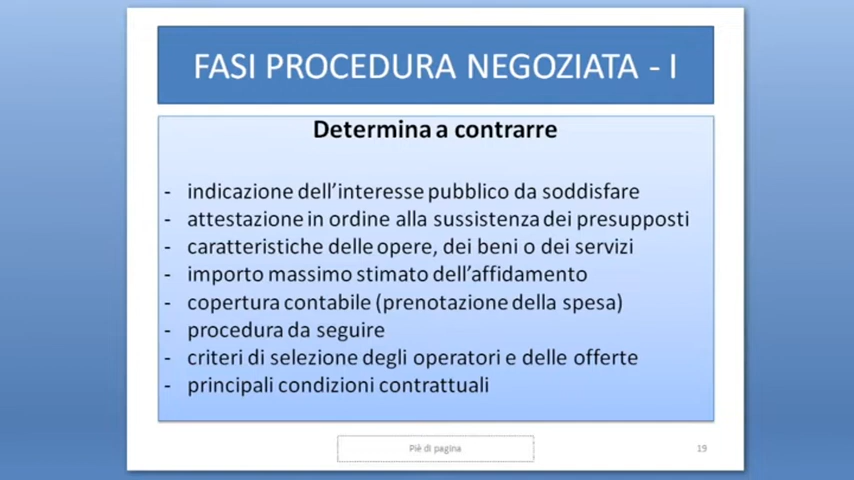 FASI PROCEDURA NEGOZIATA - I
Determina a contrarre
- indicazione dell'interesse pubblico da soddisfare
- attestazione in ordine alla sussistenza dei presupposti
- caratteristiche delle opere, dei beni o dei servizi
- importo massimo stimato dell'affidamento
- copertura contabile (prenotazione della spesa)
- procedura da seguire
- criteri di selezione degli operatori e delle offerte
- principali condizioni contrattuali
Piè di pagina
19